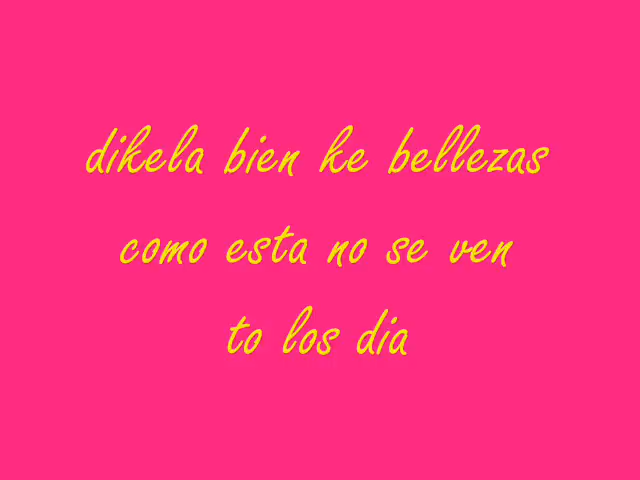 dikela bien ke bellezas
como esta no se ven
to los dia